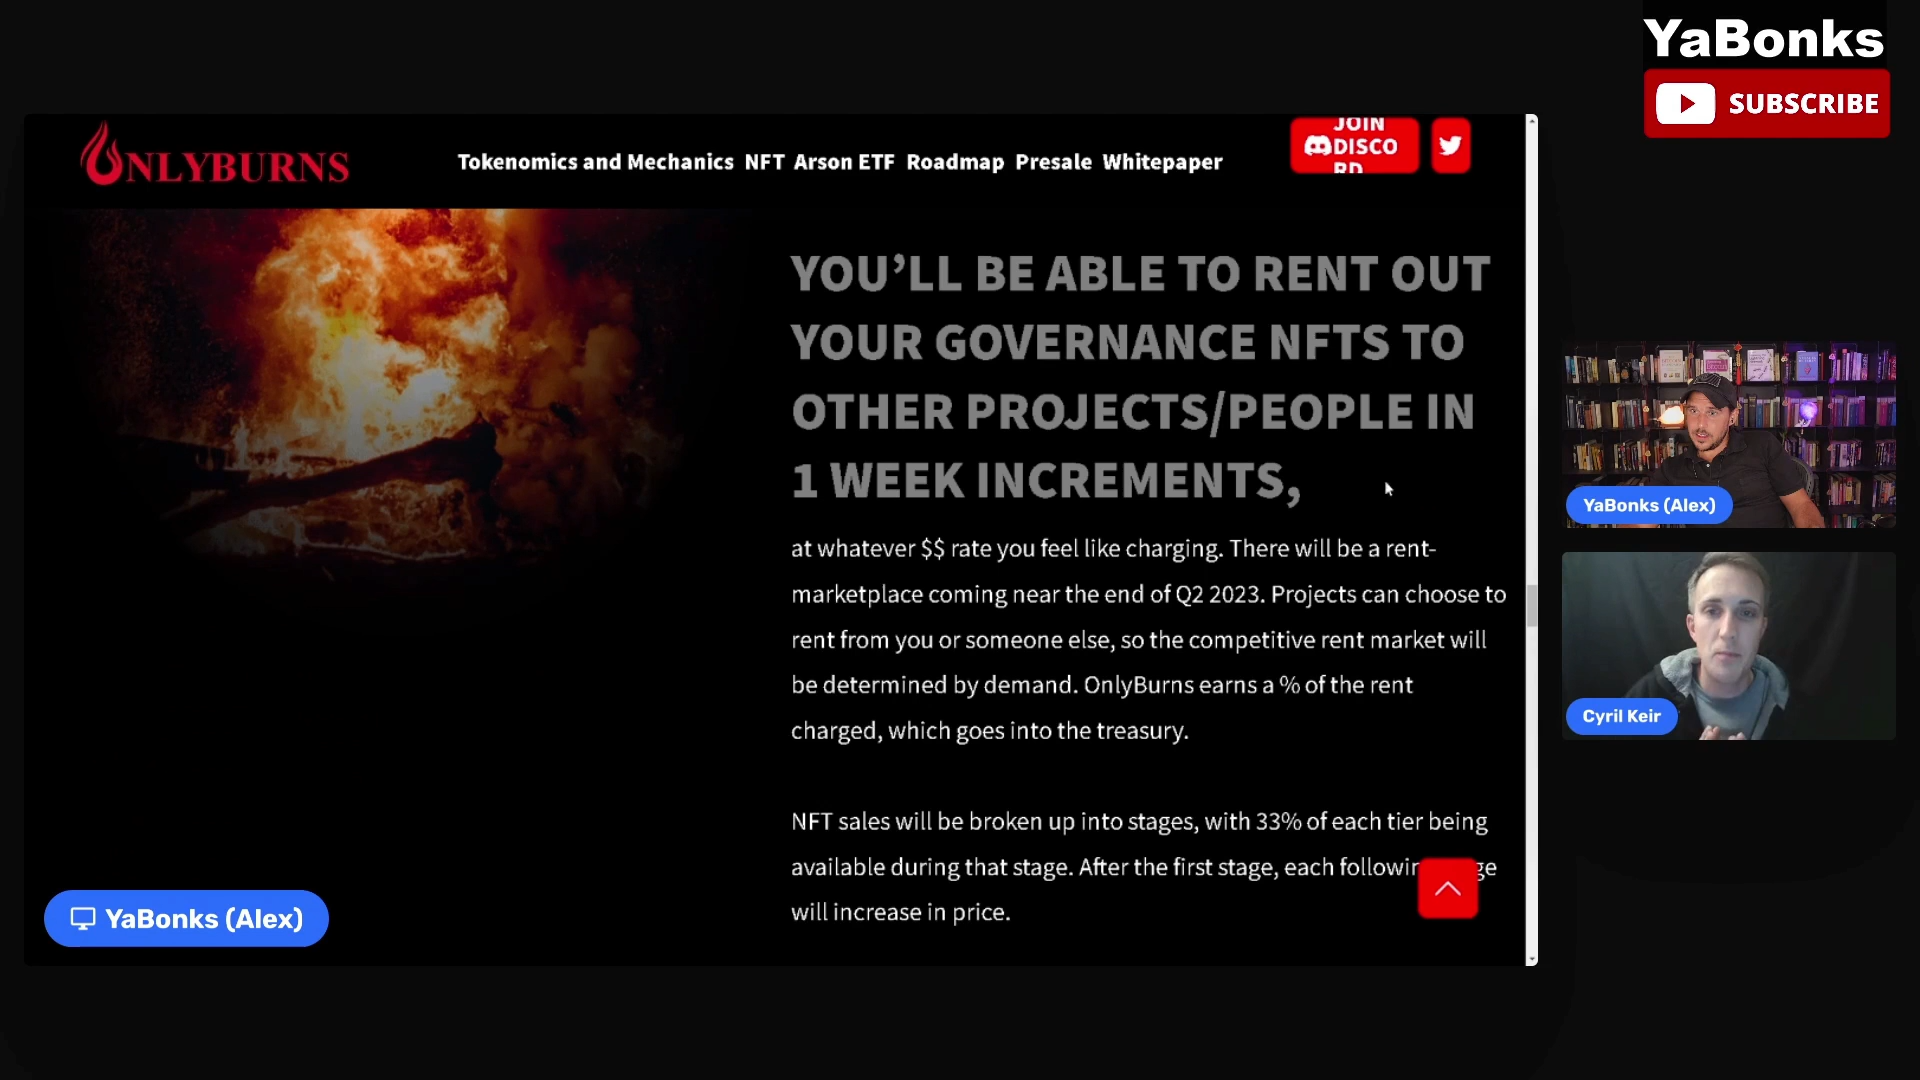 YaBonks
SUBSCRIBE
ONLYBURNS
Tokenomics and Mechanics NFT Arson ETF Roadmap Presale Whitepaper
JOIN
DISCO
RD
YOU’LL BE ABLE TO RENT OUT
YOUR GOVERNANCE NFTS TO
OTHER PROJECTS/PEOPLE IN
1 WEEK INCREMENTS,
at whatever $$ rate you feel like charging. There will be a rent-
marketplace coming near the end of Q2 2023. Projects can choose to
rent from you or someone else, so the competitive rent market will
be determined by demand. OnlyBurns earns a % of the rent
charged, which goes into the treasury.
NFT sales will be broken up into stages, with 33% of each tier being
available during that stage. After the first stage, each
will increase in price.
YaBonks (Alex)
YaBonks (Alex)
Cyril Keir